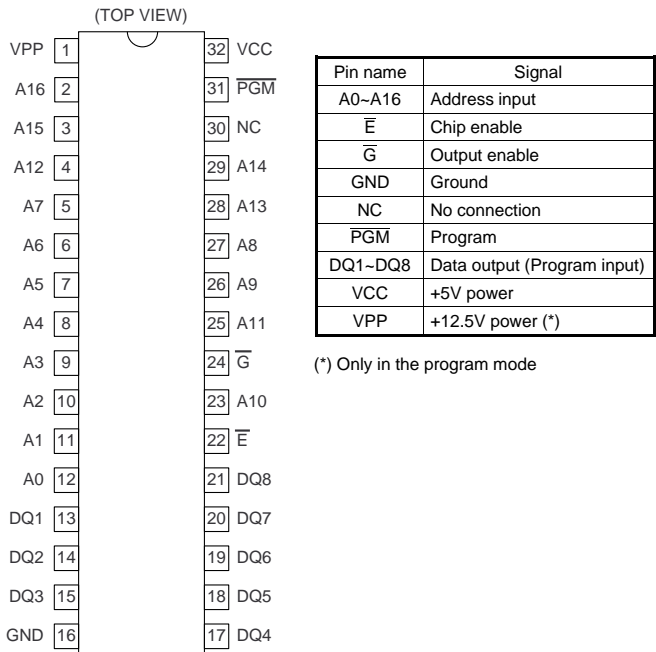 (TOP VIEW)
VPP 1 32 VCC
A16 2 31 P̅G̅M̅
A15 3 30 NC
A12 4 29 A14
A7 5 28 A13
A6 6 27 A8
A5 7 26 A9
A4 8 25 A11
A3 9 24 G̅
A2 10 23 A10
A1 11 22 E̅
A0 12 21 DQ8
DQ1 13 20 DQ7
DQ2 14 19 DQ6
DQ3 15 18 DQ5
GND 16 17 DQ4
Pin name Signal
A0~A16 Address input
E̅ Chip enable
G̅ Output enable
GND Ground
NC No connection
P̅G̅M̅ Program
DQ1~DQ8 Data output (Program input)
VCC +5V power
VPP +12.5V power (*)
(*) Only in the program mode